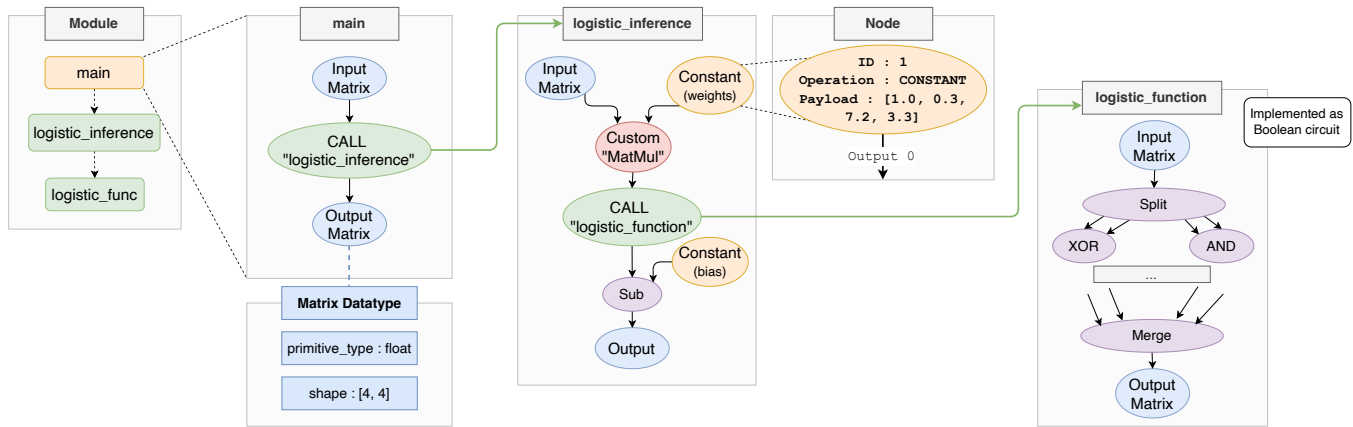 Module
main
logistic_inference
logistic_func
main
Input
Matrix
CALL
"logistic_inference"
Output
Matrix
Matrix Datatype
primitive_type : float
shape : [4, 4]
logistic_inference
Input
Matrix
Constant
(weights)
Custom
"MatMul"
CALL
"logistic_function"
Constant
(bias)
Sub
Output
Node
ID : 1
Operation : CONSTANT
Payload : [1.0, 0.3,
7.2, 3.3]
Output 0
logistic_function
Implemented as
Boolean circuit
Input
Matrix
Split
XOR
AND
...
Merge
Output
Matrix